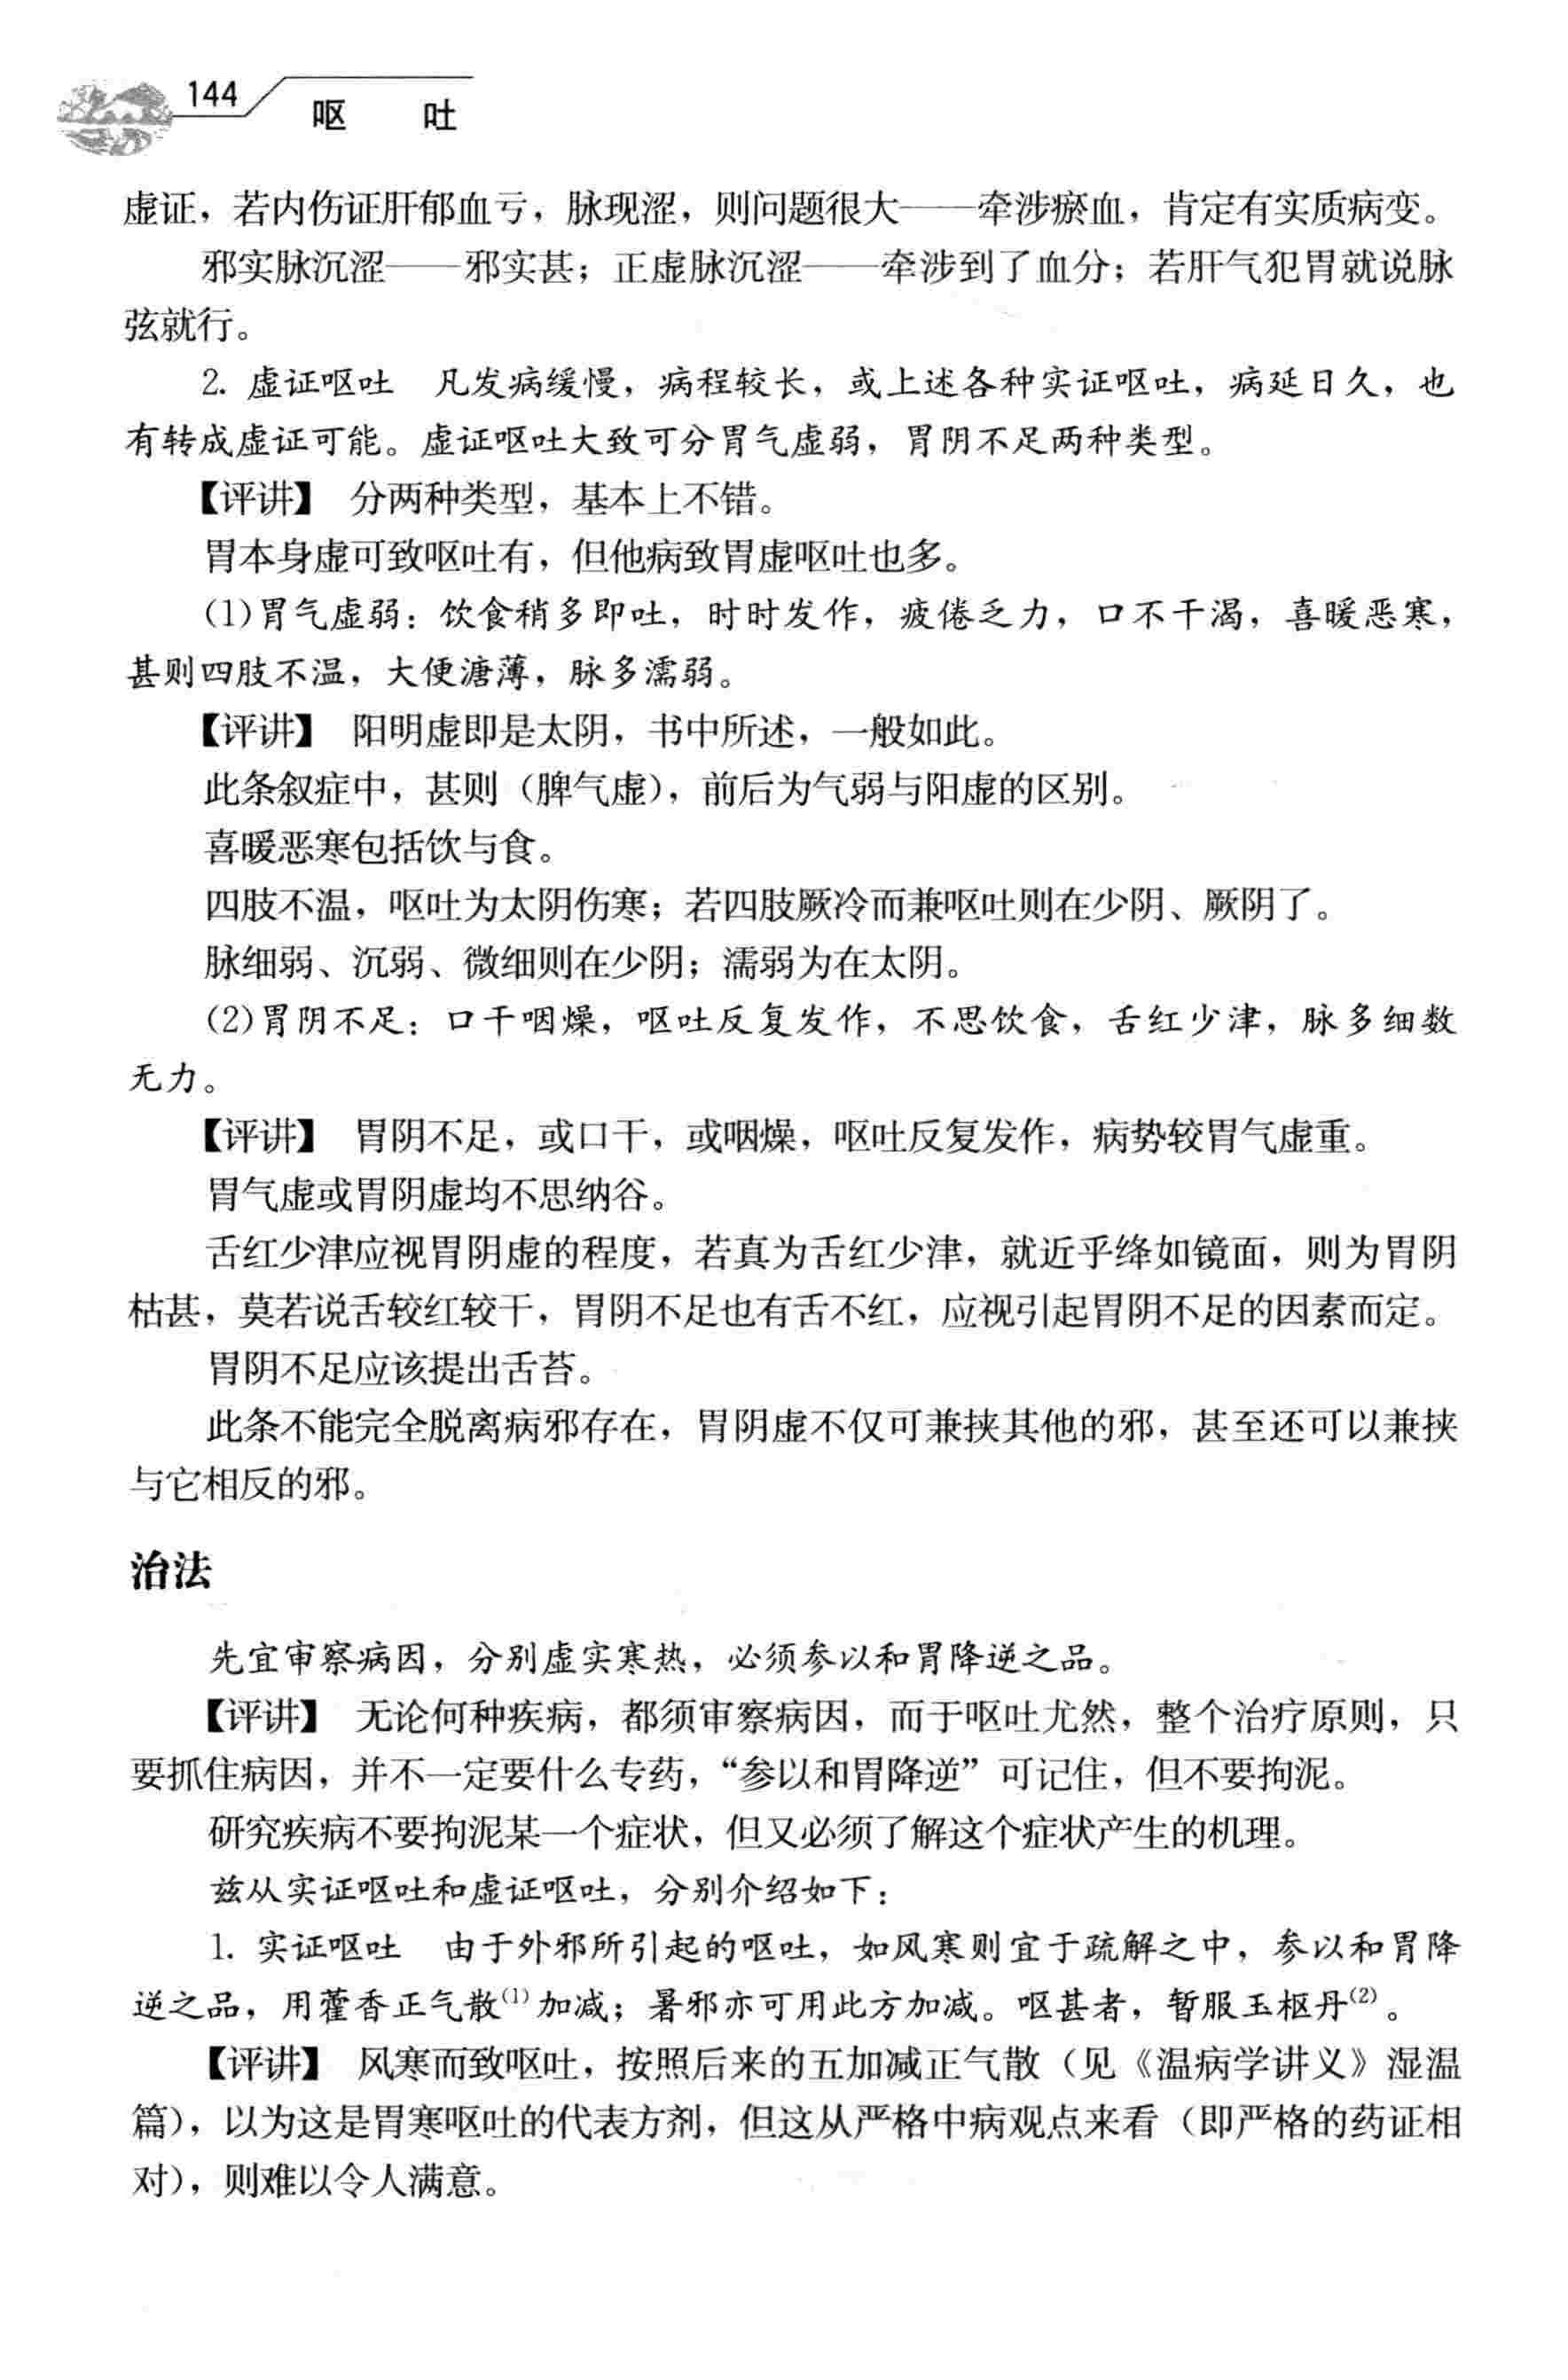 144
呕 吐
虚证，若内伤证肝郁血亏，脉现涩，则问题很大——牵涉瘀血，肯定有实质病变。
邪实脉沉涩——邪实甚；正虚脉沉涩——牵涉到了血分；若肝气犯胃就说脉
弦就行。
2. 虚证呕吐 凡发病缓慢，病程较长，或上述各种实证呕吐，病延日久，也
有转成虚证可能。虚证呕吐大致可分胃气虚弱，胃阴不足两种类型。
【评讲】 分两种类型，基本上不错。
胃本身虚可致呕吐有，但他病致胃虚呕吐也多。
(1)胃气虚弱：饮食稍多即吐，时时发作，疲倦乏力，口不干渴，喜暖恶寒，
甚则四肢不温，大便溏薄，脉多濡弱。
【评讲】 阳明虚即是太阴，书中所述，一般如此。
此条叙症中，甚则（脾气虚），前后为气弱与阳虚的区别。
喜暖恶寒包括饮与食。
四肢不温，呕吐为太阴伤寒；若四肢厥冷而兼呕吐则在少阴、厥阴了。
脉细弱、沉弱、微细则在少阴；濡弱为在太阴。
(2)胃阴不足：口干咽燥，呕吐反复发作，不思饮食，舌红少津，脉多细数
无力。
【评讲】 胃阴不足，或口干，或咽燥，呕吐反复发作，病势较胃气虚重。
胃气虚或胃阴虚均不思纳谷。
舌红少津应视胃阴虚的程度，若真为舌红少津，就近乎绛如镜面，则为胃阴
枯甚，莫若说舌较红较干，胃阴不足也有舌不红，应视引起胃阴不足的因素而定。
胃阴不足应该提出舌苔。
此条不能完全脱离病邪存在，胃阴虚不仅可兼挟其他的邪，甚至还可以兼挟
与它相反的邪。
治法
先宜审察病因，分别虚实寒热，必须参以和胃降逆之品。
【评讲】 无论何种疾病，都须审察病因，而于呕吐尤然，整个治疗原则，只
要抓住病因，并不一定要什么专药，“参以和胃降逆”可记住，但不要拘泥。
研究疾病不要拘泥某一个症状，但又必须了解这个症状产生的机理。
兹从实证呕吐和虚证呕吐，分别介绍如下：
1. 实证呕吐 由于外邪所引起的呕吐，如风寒则宜于疏解之中，参以和胃降
逆之品，用藿香正气散⁽¹⁾加减；暑邪亦可用此方加减。呕甚者，暂服玉枢丹⁽²⁾。
【评讲】 风寒而致呕吐，按照后来的五加减正气散（见《温病学讲义》湿温
篇），以为这是胃寒呕吐的代表方剂，但这从严格中病观点来看（即严格的药证相
对），则难以令人满意。